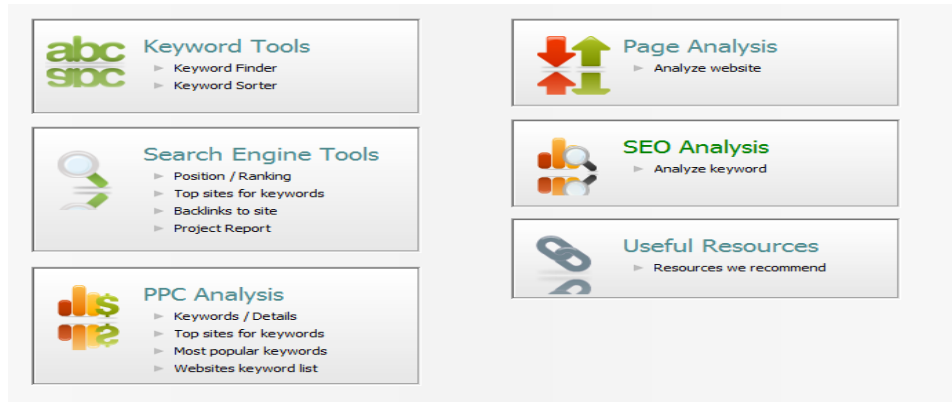 abc
Keyword Tools
Keyword Finder
Keyword Sorter
Search Engine Tools
Position / Ranking
Top sites for keywords
Backlinks to site
Project Report
$
PPC Analysis
Keywords / Details
Top sites for keywords
Most popular keywords
Websites keyword list
Page Analysis
Analyze website
SEO Analysis
Analyze keyword
Useful Resources
Resources we recommend